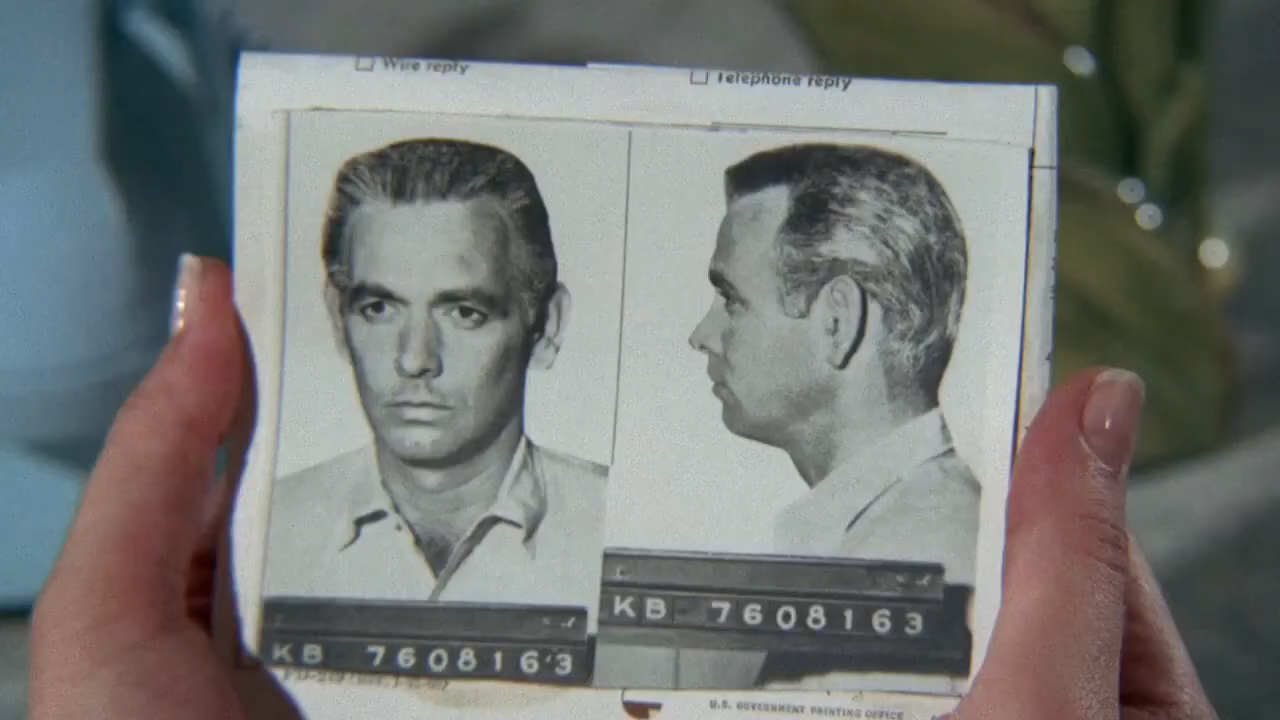 Wire reply
Telephone reply
KB 7608163
KB 7608163
U.S. GOVERNMENT PRINTING OFFICE